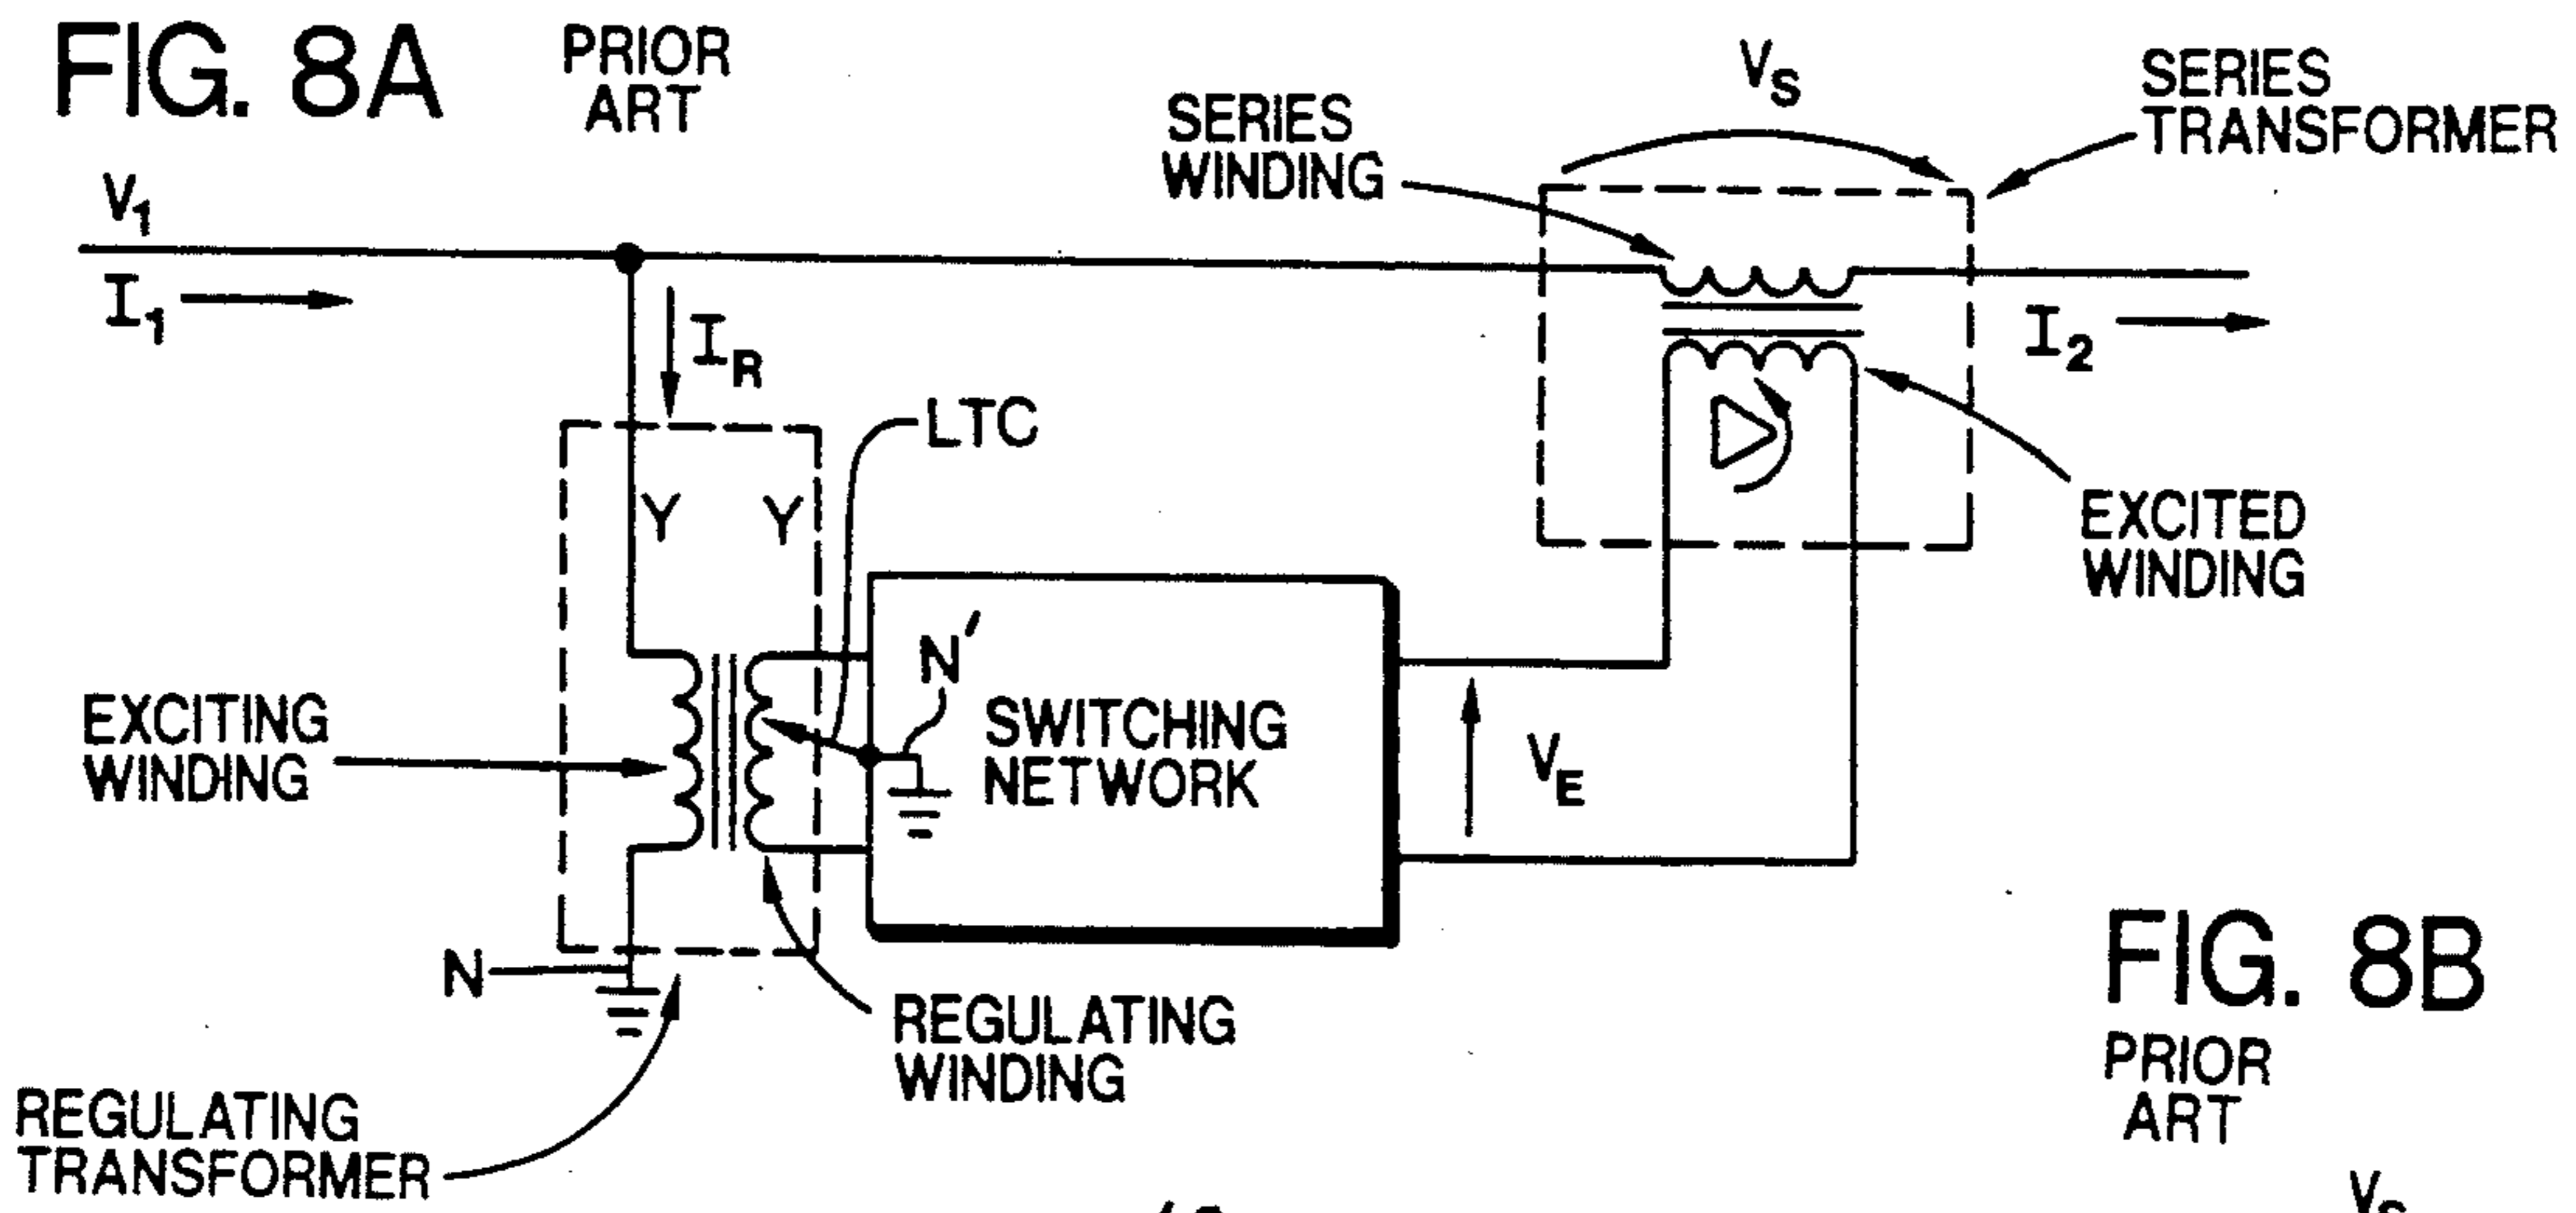 FIG. 8A
PRIOR
ART
V1
I1
IR
SERIES
WINDING
VS
SERIES
TRANSFORMER
I2
LTC
Y Y
EXCITED
WINDING
N'
SWITCHING
NETWORK
VE
EXCITING
WINDING
N
REGULATING
WINDING
REGULATING
TRANSFORMER
FIG. 8B
PRIOR
ART